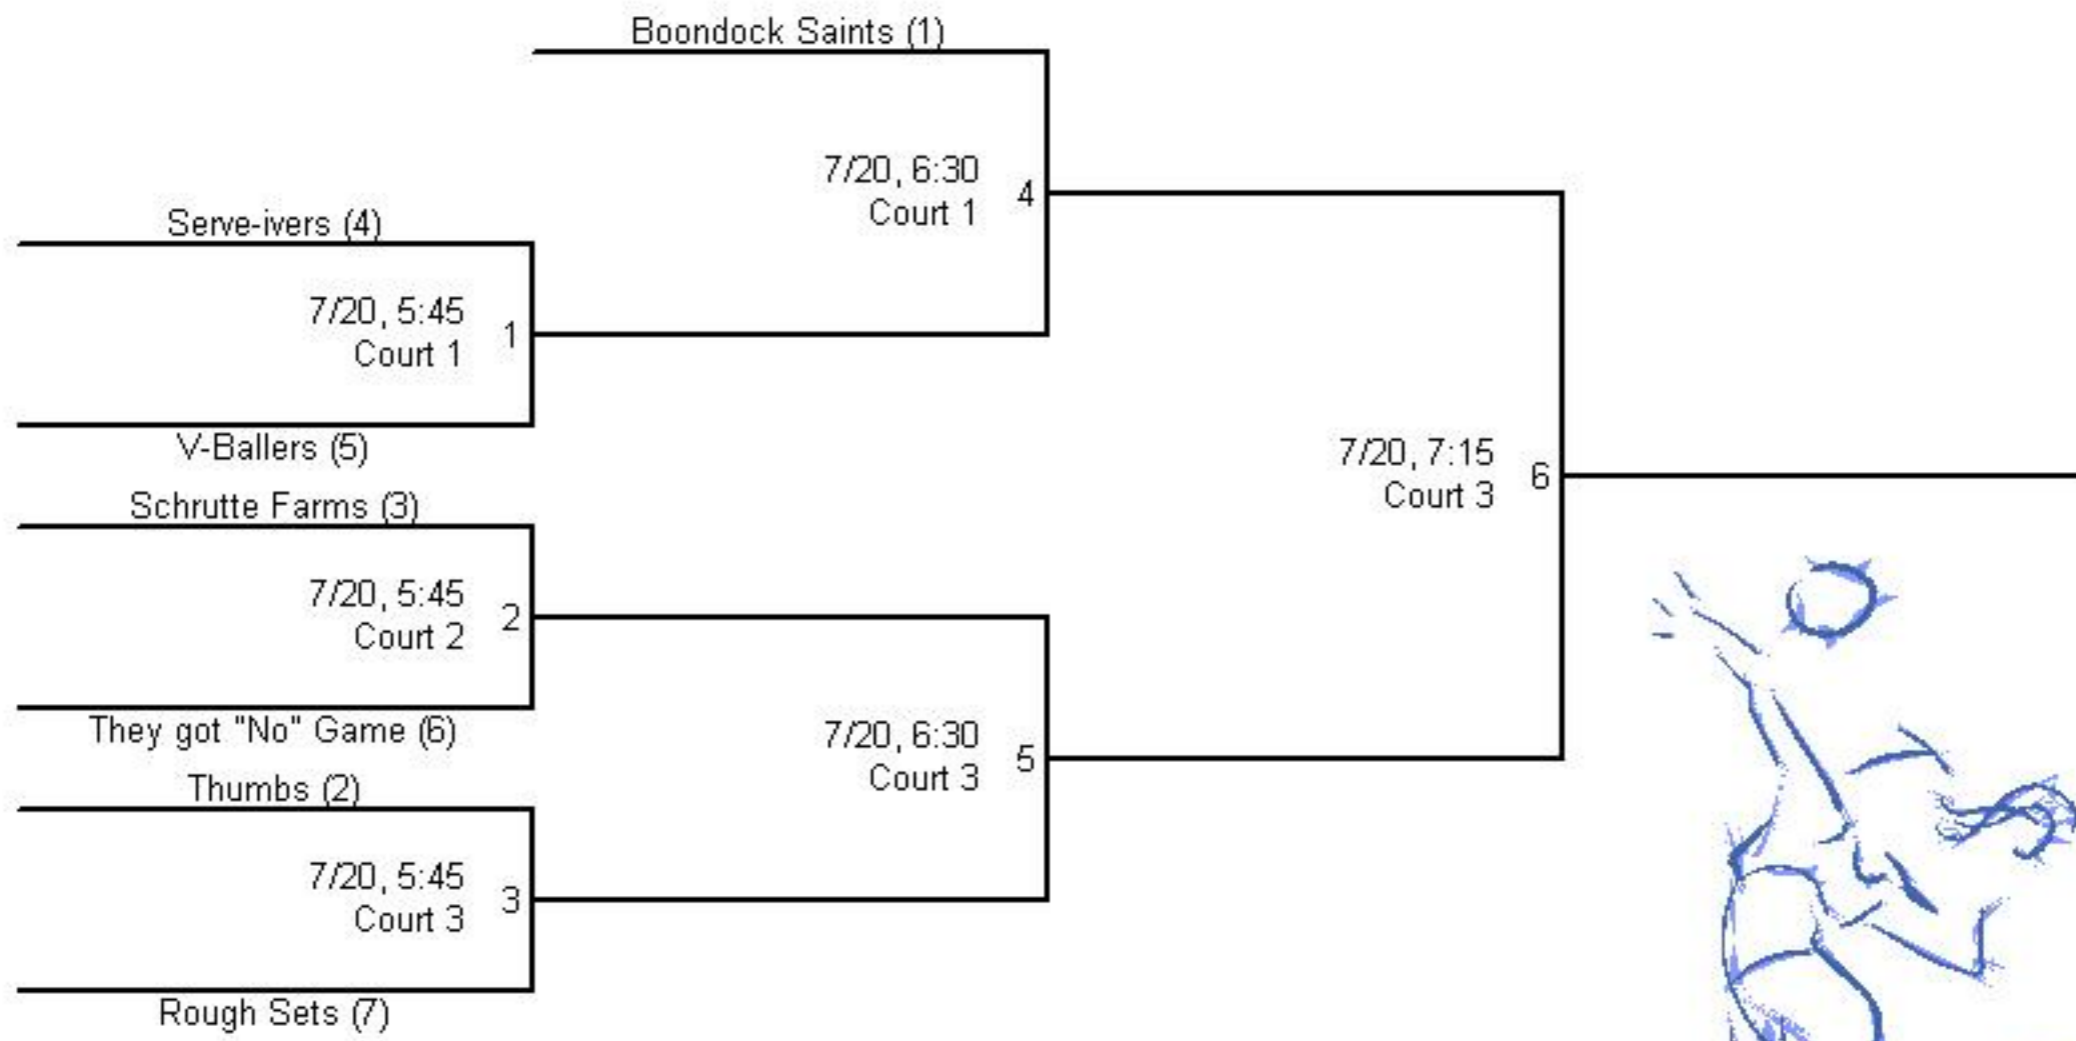 Boondock Saints (1)
7/20, 6:30
Court 1
4
Serve-ivers (4)
7/20, 5:45
Court 1
1
V-Ballers (5)
7/20, 7:15
Court 3
6
Schrutte Farms (3)
7/20, 5:45
Court 2
2
They got "No" Game (6)
7/20, 6:30
Court 3
5
Thumbs (2)
7/20, 5:45
Court 3
3
Rough Sets (7)